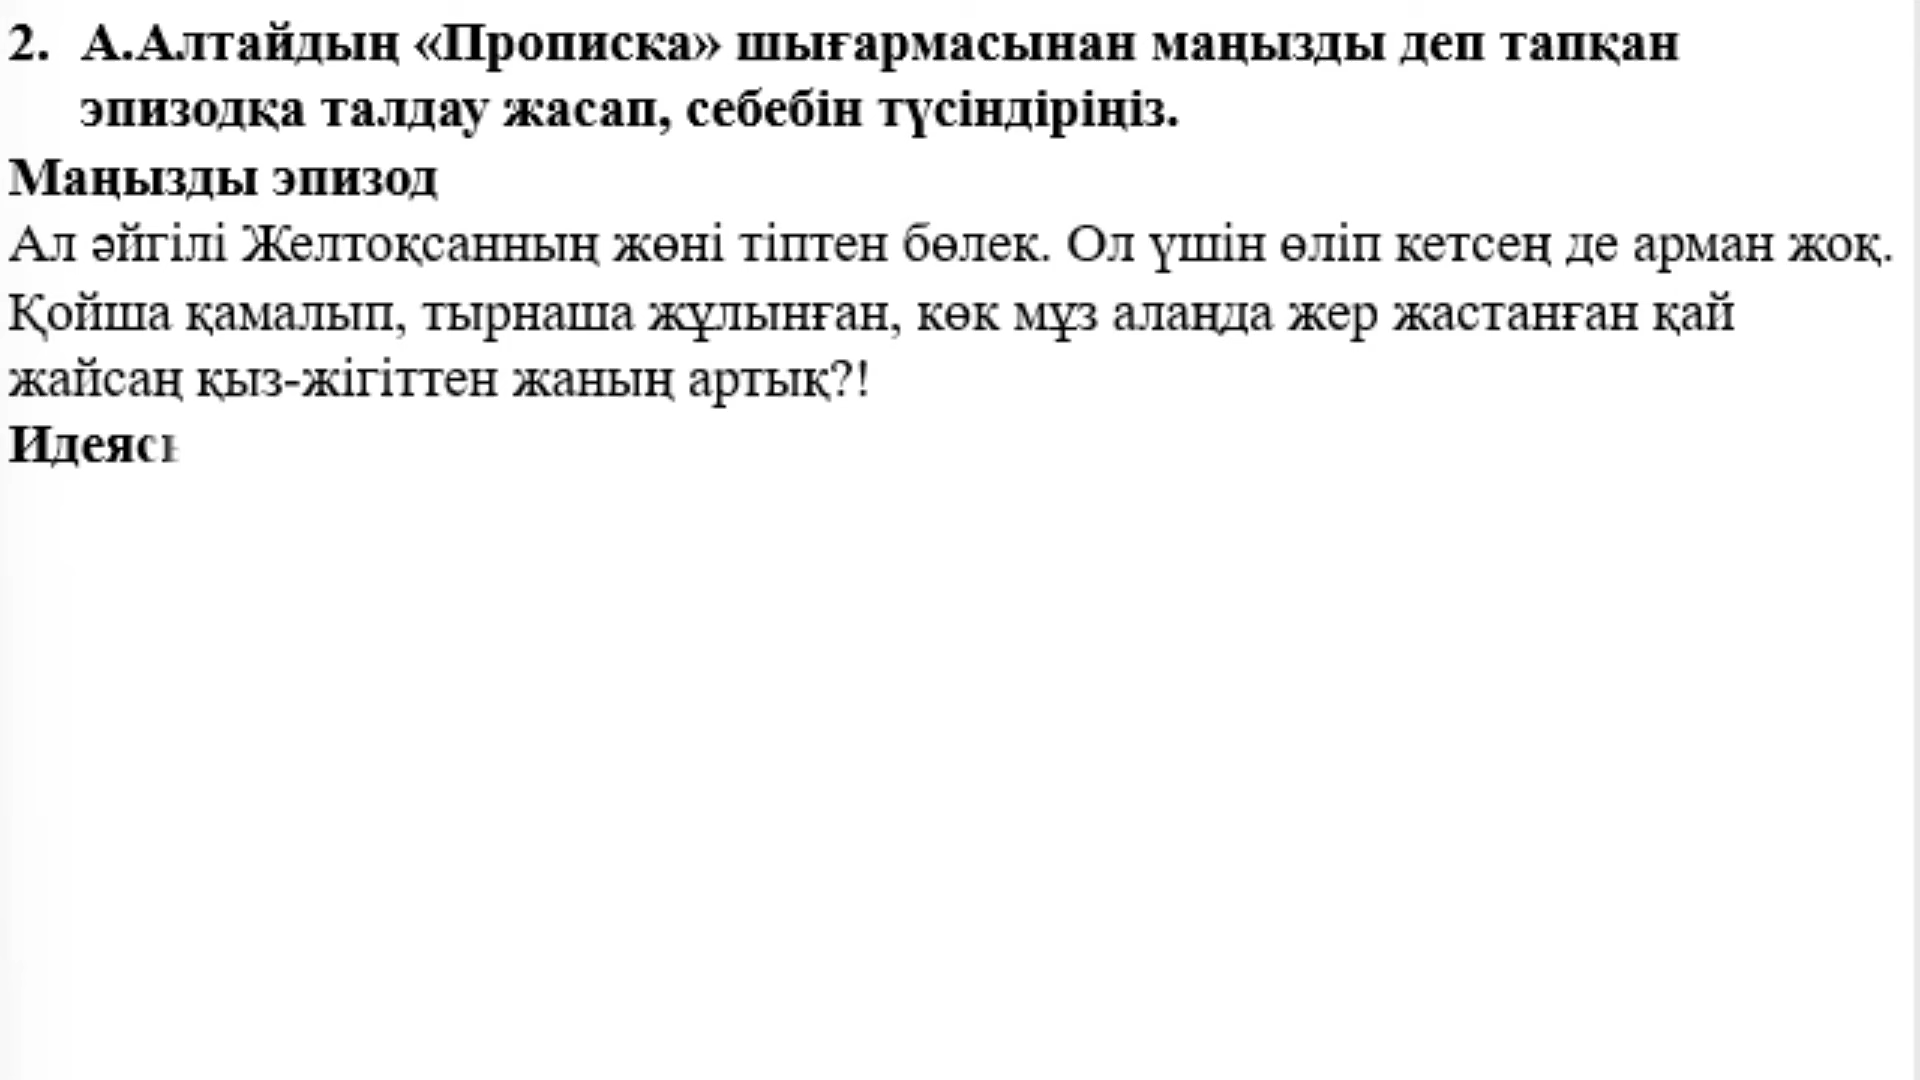 2. А.Алтайдың «Прописка» шығармасынан маңызды деп тапқан
эпизодқа талдау жасап, себебін түсіндіріңіз.
Маңызды эпизод
Ал әйгілі Желтоқсанның жөні тіптен бөлек. Ол үшін өліп кетсең де арман жоқ.
Қойша қамалып, тырнаша жұлынған, көк мұз алаңда жер жастанған қай
жайсаң қыз-жігіттен жаның артық?!